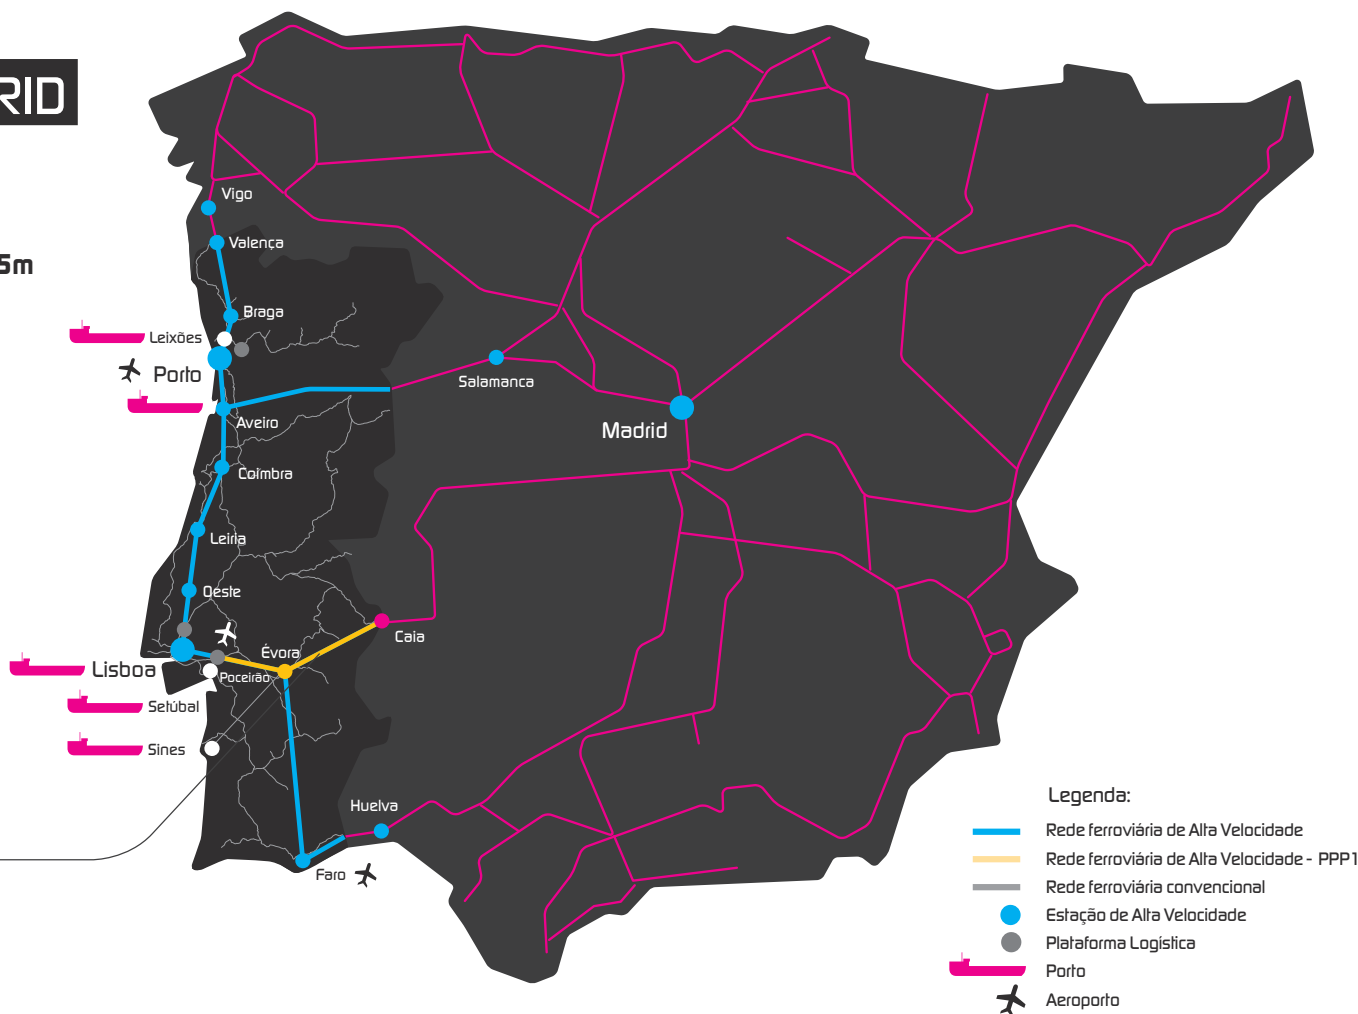 RID
5m
Vigo
Valença
Braga
Leixões
Porto
Salamanca
Madrid
Aveiro
Coimbra
Leiria
Oeste
Caia
Évora
Lisboa
Poceirão
Setúbal
Sines
Huelva
Faro
Legenda:
Rede ferroviária de Alta Velocidade
Rede ferroviária de Alta Velocidade - PPP1
Rede ferroviária convencional
Estação de Alta Velocidade
Plataforma Logística
Porto
Aeroporto